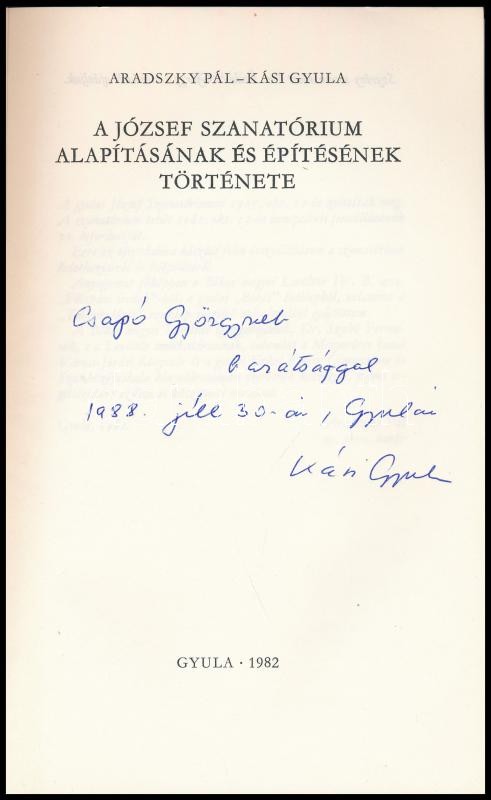 ARADSZKY PÁL–KÁSI GYULA
A JÓZSEF SZANATÓRIUM
ALAPÍTÁSÁNAK ÉS ÉPÍTÉSÉNEK
TÖRTÉNETE
Csapó Györgynek
barátsággal
1988. júll 30-án, Gyulán
Kási Gyula
GYULA · 1982